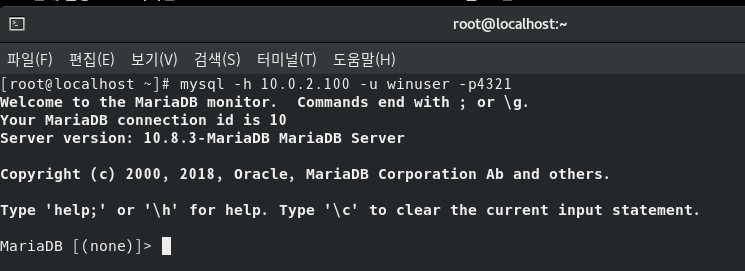 root@localhost:~
파일(F) 편집(E) 보기(V) 검색(S) 터미널(T) 도움말(H)
[root@localhost ~]# mysql -h 10.0.2.100 -u winuser -p4321
Welcome to the MariaDB monitor.  Commands end with ; or \g.
Your MariaDB connection id is 10
Server version: 10.8.3-MariaDB MariaDB Server
Copyright (c) 2000, 2018, Oracle, MariaDB Corporation Ab and others.
Type 'help;' or '\h' for help. Type '\c' to clear the current input statement.
MariaDB [(none)]>